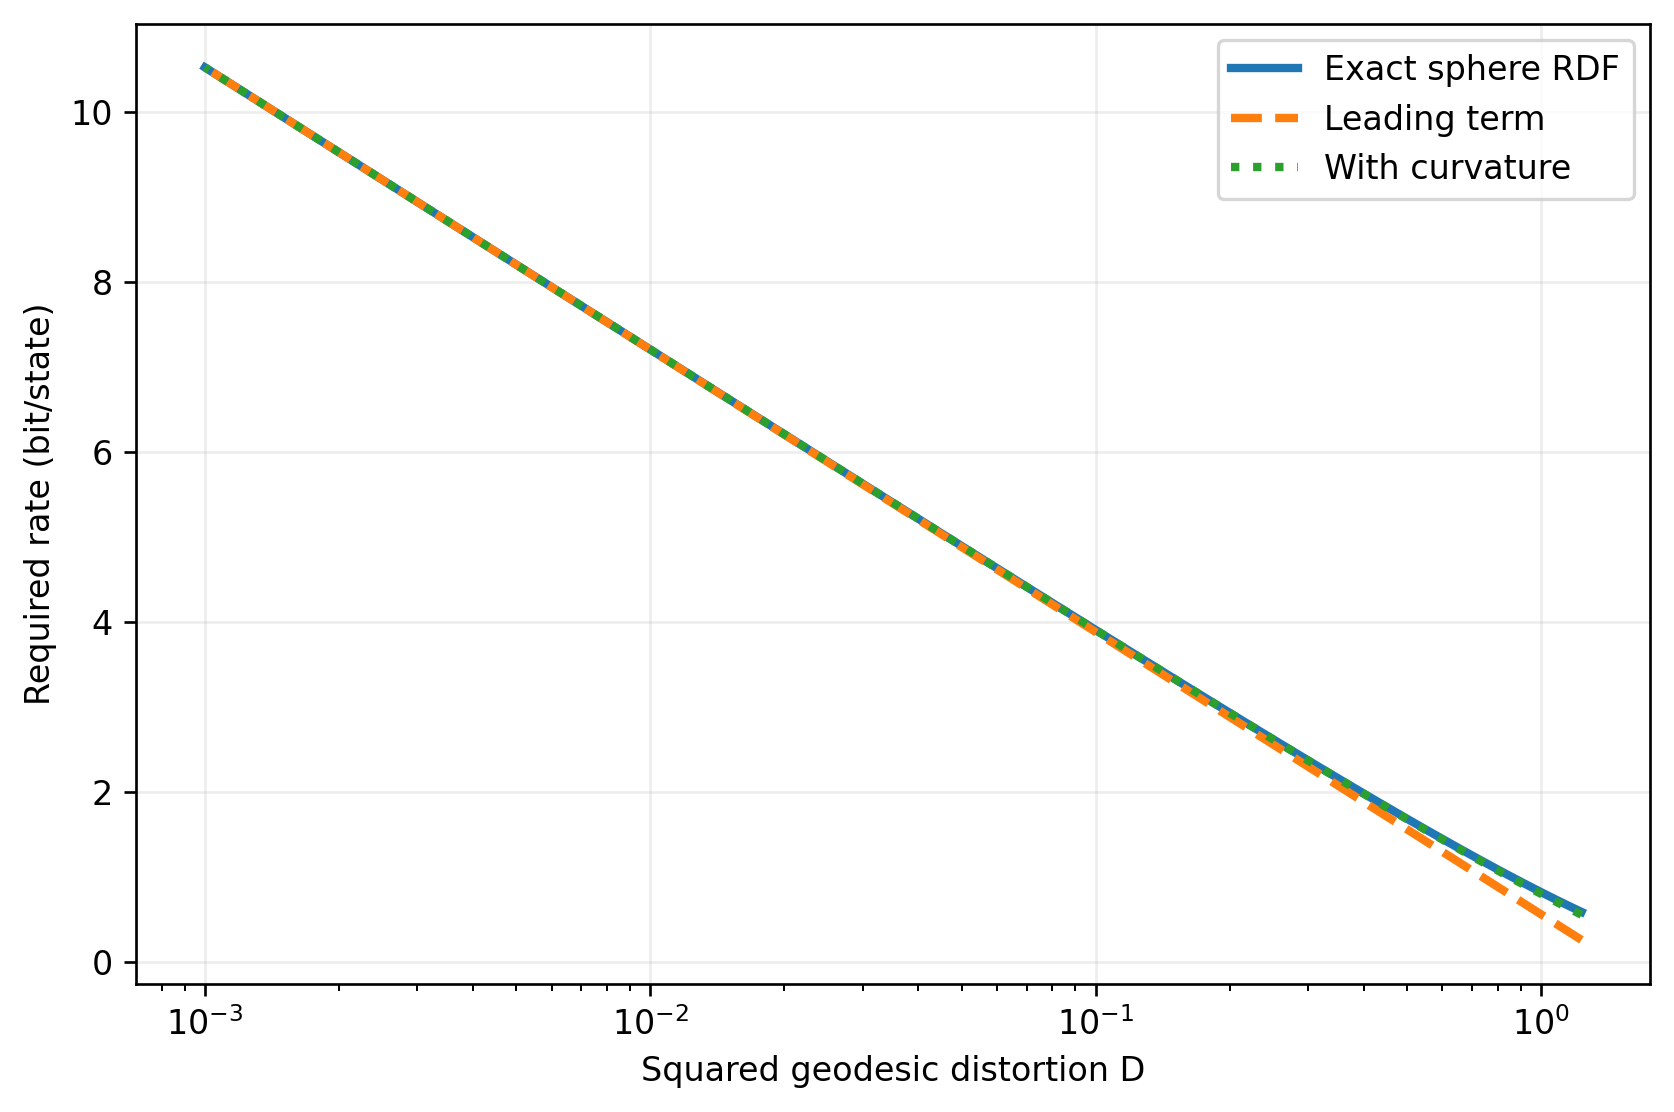 Exact sphere RDF
Leading term
With curvature
Required rate (bit/state)
10
8
6
4
2
0
10⁻³
10⁻²
10⁻¹
10⁰
Squared geodesic distortion D